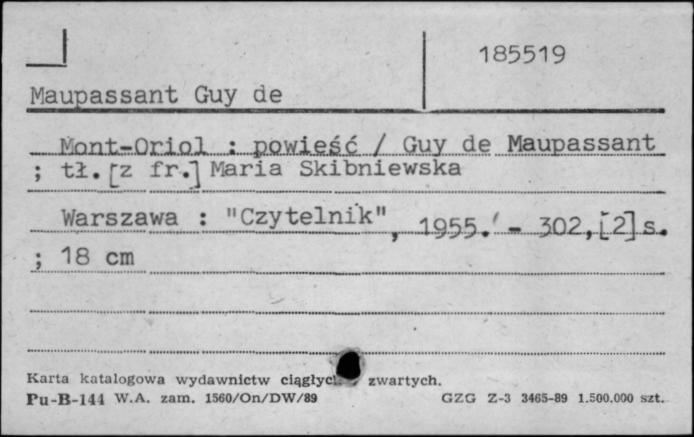 185519
Maupassant Guy de
Mont-Oriol : powieść / Guy de Maupassant
; tł. [z fr.] Maria Skibniewska
Warszawa : "Czytelnik", 1955. - 302,[2]s.
; 18 cm
Karta katalogowa wydawnictw zwartych.
Pu-B-144 W.A. zam. 1560/On/DW/89 GZG Z-3 3465-89 1.500.000 szt.